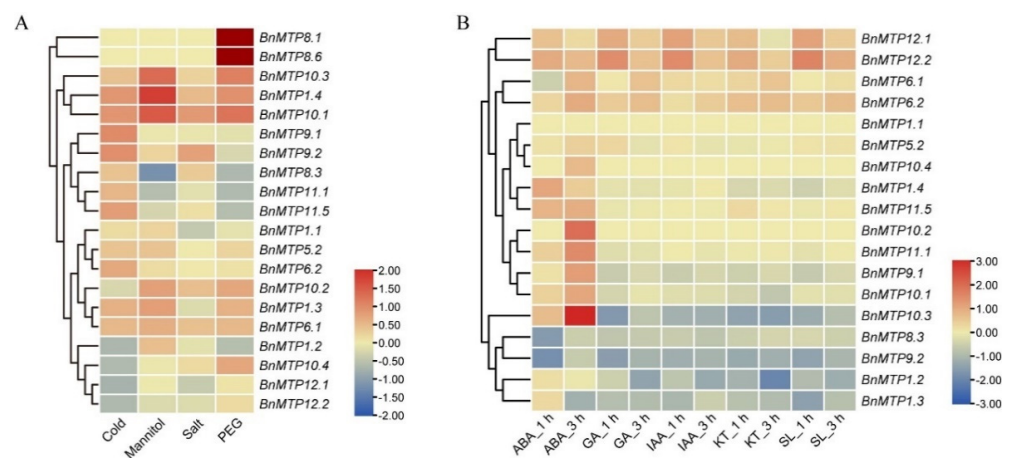 A
BnMTP8.1
BnMTP8.6
BnMTP10.3
BnMTP1.4
BnMTP10.1
BnMTP9.1
BnMTP9.2
BnMTP8.3
BnMTP11.1
BnMTP11.5
BnMTP1.1
BnMTP5.2
BnMTP6.2
BnMTP10.2
BnMTP1.3
BnMTP6.1
BnMTP1.2
BnMTP10.4
BnMTP12.1
BnMTP12.2
Cold
Mannitol
Salt
PEG
2.00
1.50
1.00
0.50
0.00
-0.50
-1.00
-1.50
-2.00
B
BnMTP12.1
BnMTP12.2
BnMTP6.1
BnMTP6.2
BnMTP1.1
BnMTP5.2
BnMTP10.4
BnMTP1.4
BnMTP11.5
BnMTP10.2
BnMTP11.1
BnMTP9.1
BnMTP10.1
BnMTP10.3
BnMTP8.3
BnMTP9.2
BnMTP1.2
BnMTP1.3
ABA_1 h
ABA_3 h
GA_1 h
GA_3 h
IAA_1 h
IAA_3 h
KT_1 h
KT_3 h
SL_1 h
SL_3 h
3.00
2.00
1.00
0.00
-1.00
-2.00
-3.00